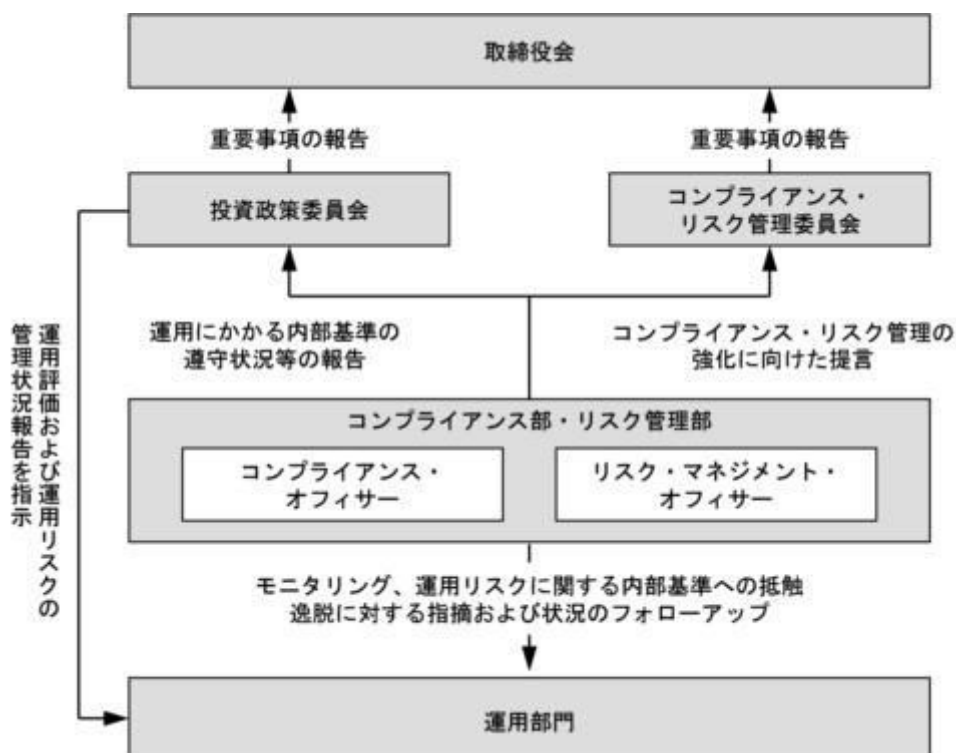 取締役会
重要事項の報告
重要事項の報告
投資政策委員会
コンプライアンス・
リスク管理委員会
運用にかかる内部基準の
遵守状況等の報告
コンプライアンス・リスク管理の
強化に向けた提言
運用評価および運用リスクの
管理状況報告を指示
コンプライアンス部・リスク管理部
コンプライアンス・
オフィサー
リスク・マネジメント・
オフィサー
モニタリング、運用リスクに関する内部基準への抵触
逸脱に対する指摘および状況のフォローアップ
運用部門